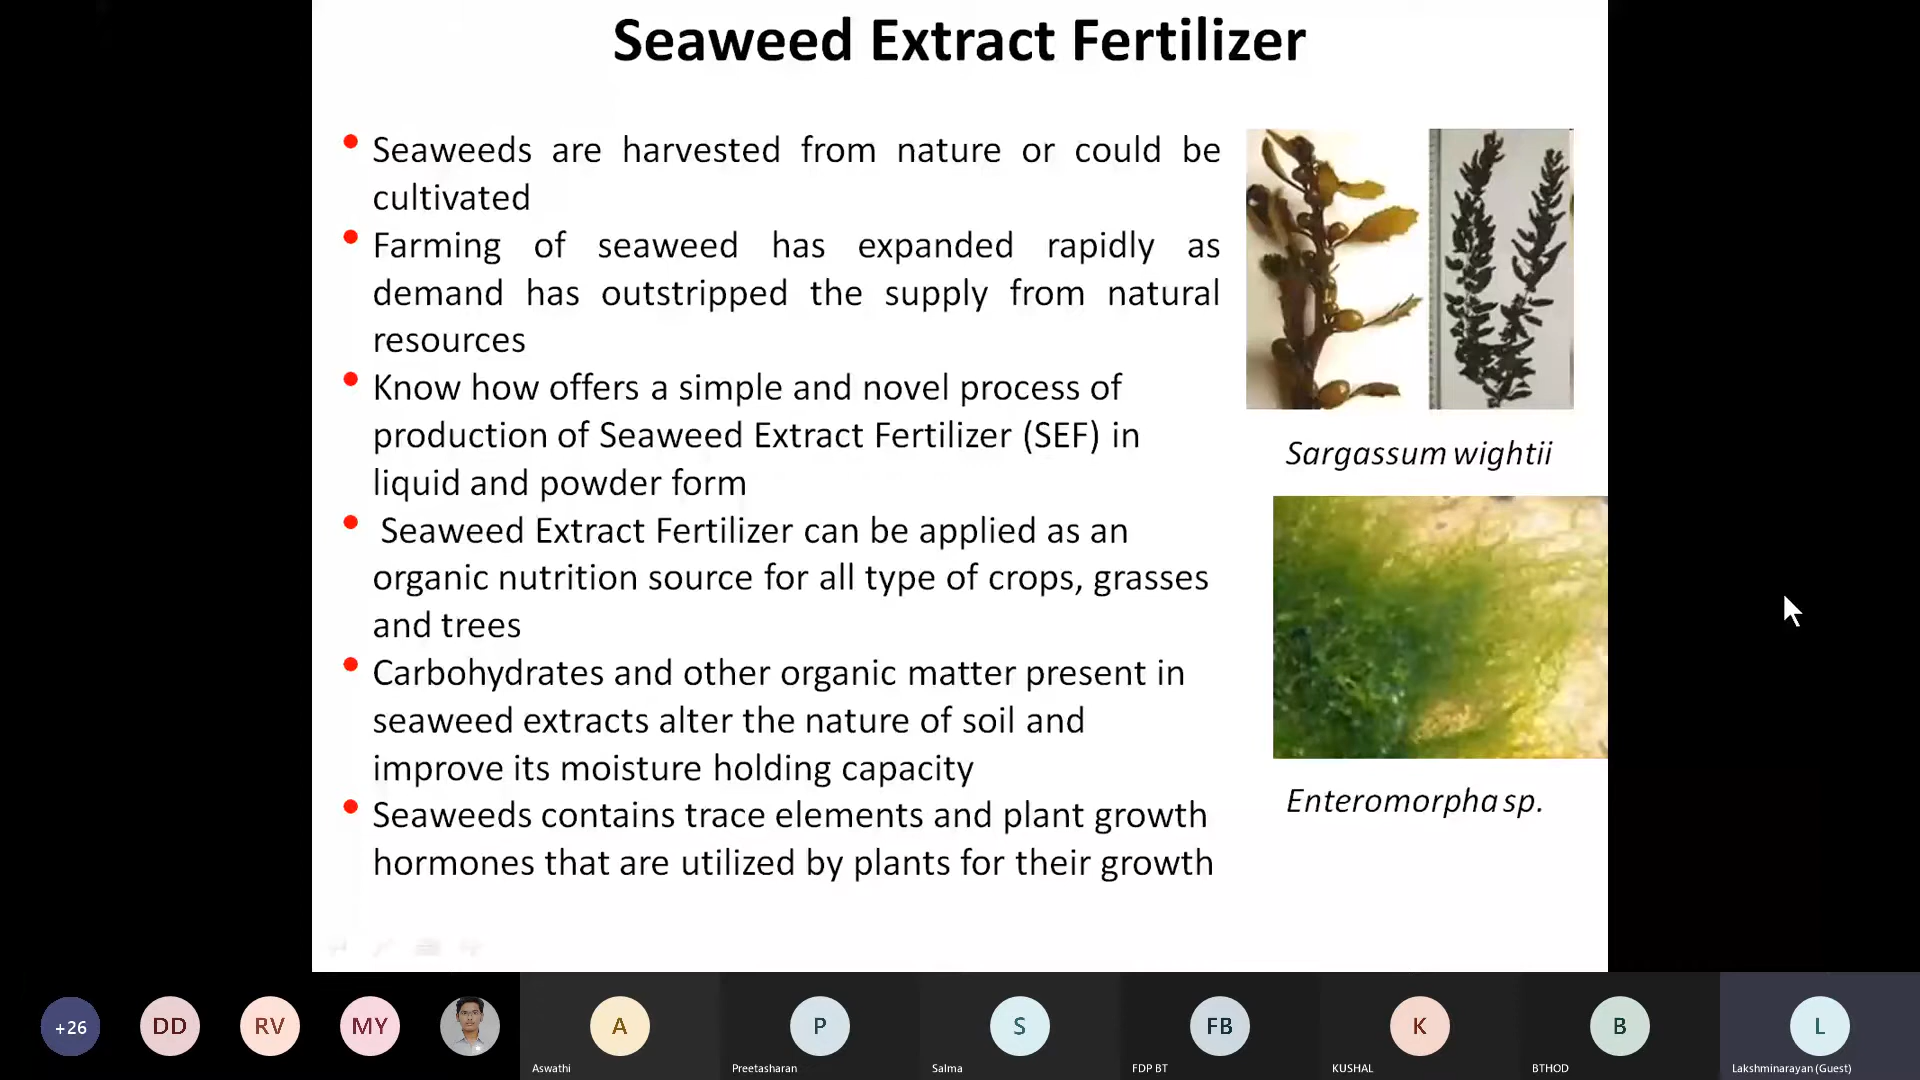 Seaweed Extract Fertilizer
• Seaweeds are harvested from nature or could be
cultivated
• Farming of seaweed has expanded rapidly as
demand has outstripped the supply from natural
resources
• Know how offers a simple and novel process of
production of Seaweed Extract Fertilizer (SEF) in
liquid and powder form
• Seaweed Extract Fertilizer can be applied as an
organic nutrition source for all type of crops, grasses
and trees
• Carbohydrates and other organic matter present in
seaweed extracts alter the nature of soil and
improve its moisture holding capacity
• Seaweeds contains trace elements and plant growth
hormones that are utilized by plants for their growth
Sargassum wightii
Enteromorpha sp.
+26
DD
RV
MY
A
Aswathi
P
Preetasharan
S
Salma
FB
FDP BT
K
KUSHAL
B
BTHOD
L
Lakshminarayan (Guest)